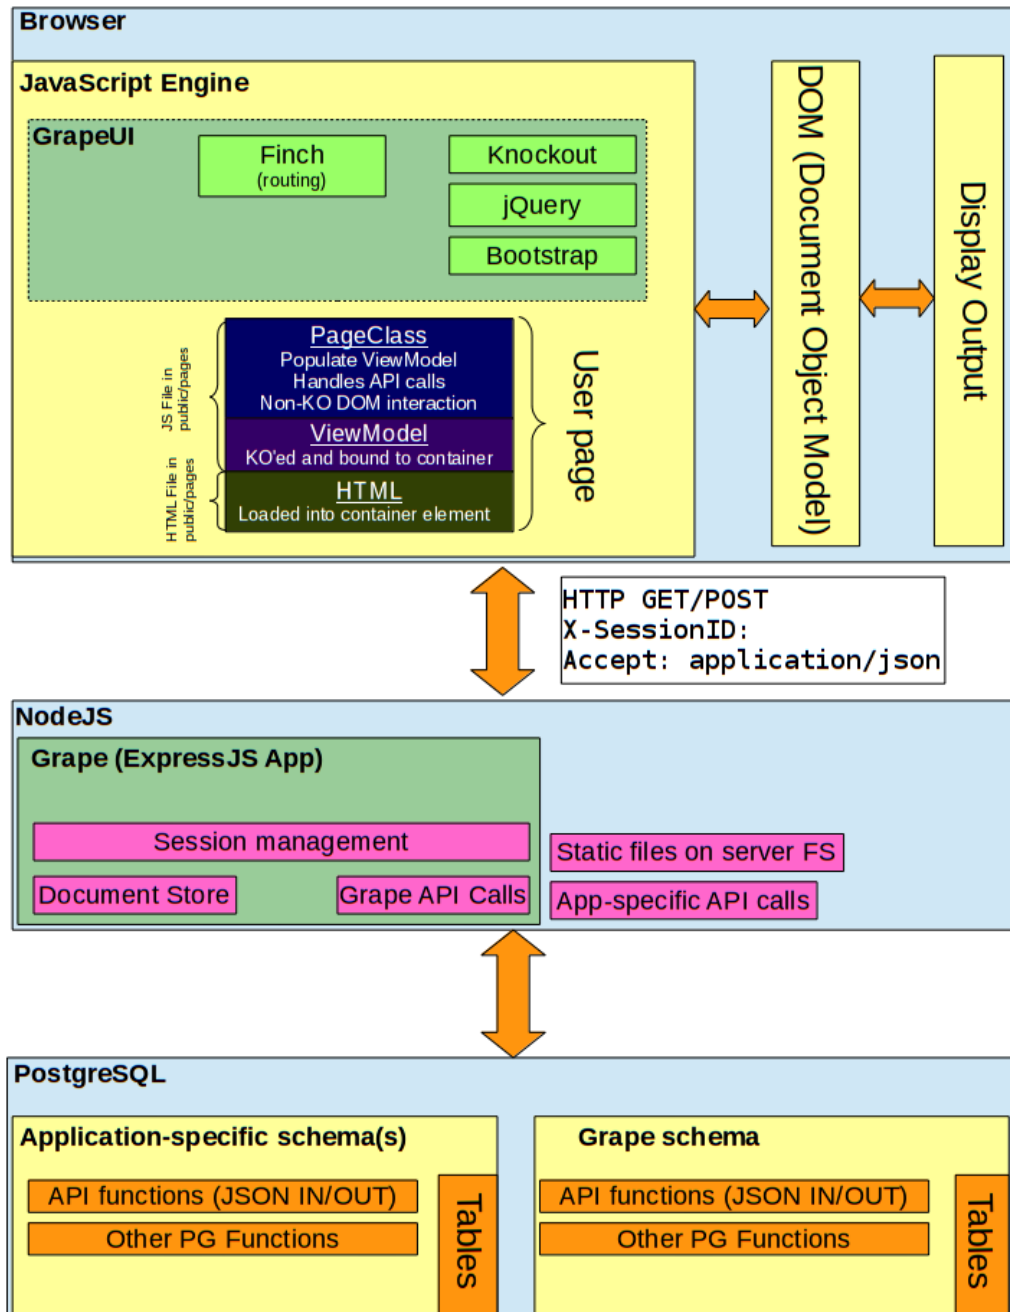 Browser
JavaScript Engine
GrapeUI
Finch
(routing)
Knockout
jQuery
Bootstrap
PageClass
Populate ViewModel
Handles API calls
Non-KO DOM interaction
ViewModel
KO'ed and bound to container
HTML
Loaded into container element
JS File in
public/pages
HTML File in
public/pages
User page
DOM (Document Object Model)
Display Output
HTTP GET/POST
X-SessionID:
Accept: application/json
NodeJS
Grape (ExpressJS App)
Session management
Document Store
Grape API Calls
Static files on server FS
App-specific API calls
PostgreSQL
Application-specific schema(s)
API functions (JSON IN/OUT)
Other PG Functions
Tables
Grape schema
API functions (JSON IN/OUT)
Other PG Functions
Tables